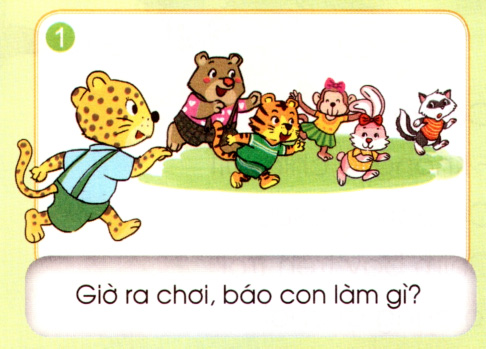 1
Giờ ra chơi, báo con làm gì?